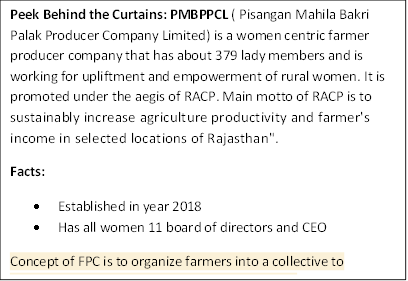 Peek Behind the Curtains: PMBPPCL ( Pisangan Mahila Bakri
Palak Producer Company Limited) is a women centric farmer
producer company that has about 379 lady members and is
working for upliftment and empowerment of rural women. It is
promoted under the aegis of RACP. Main motto of RACP is to
sustainably increase agriculture productivity and farmer's
income in selected locations of Rajasthan".
Facts:
• Established in year 2018
• Has all women 11 board of directors and CEO
Concept of FPC is to organize farmers into a collective to